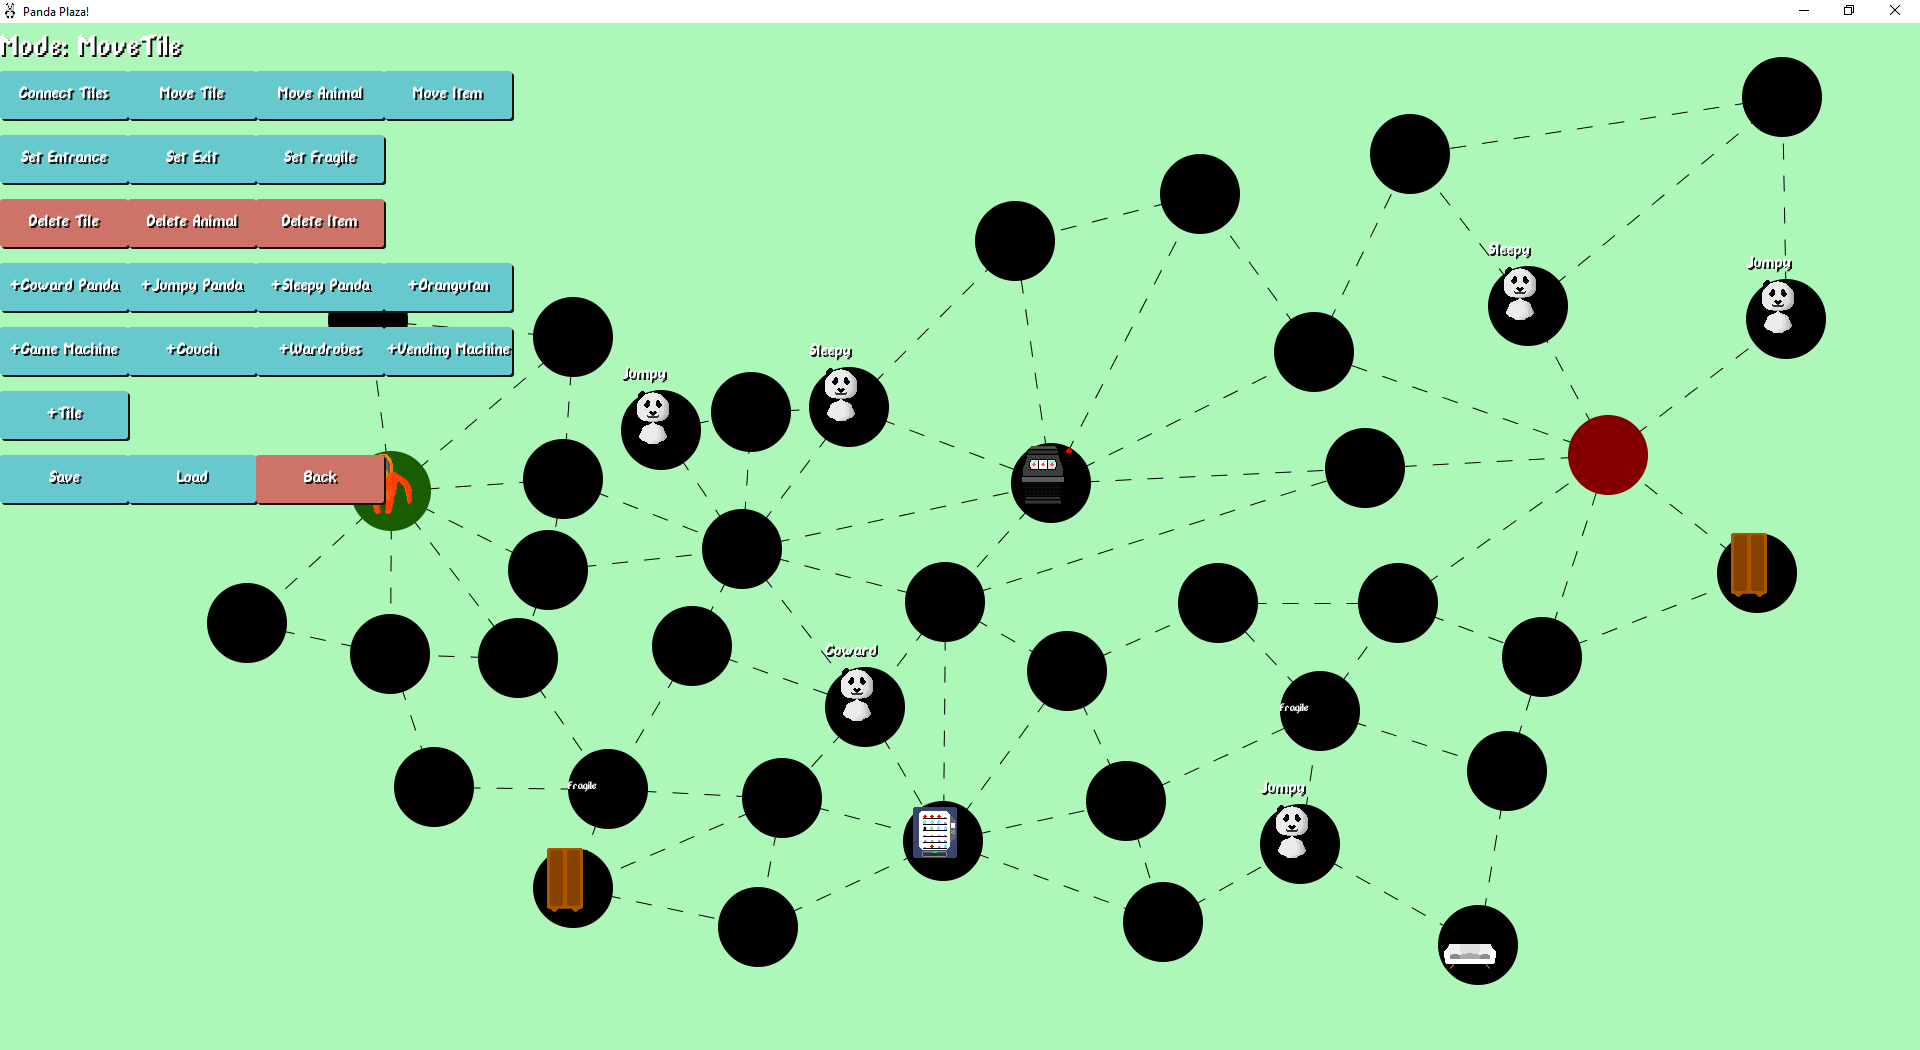 Panda Plaza!
Mode: MoveTile
Connect Tiles Move Tile Move Animal Move Item
Set Entrance Set Exit Set Fragile
Delete Tile Delete Animal Delete Item
+Coward Panda +Jumpy Panda +Sleepy Panda +Orangutan
+Game Machine +Couch +Wardrobes +Vending Machine
+Tile
Save Load Back
Sleepy
Jumpy
Sleepy
Jumpy
Coward
Fragile
Fragile
Jumpy